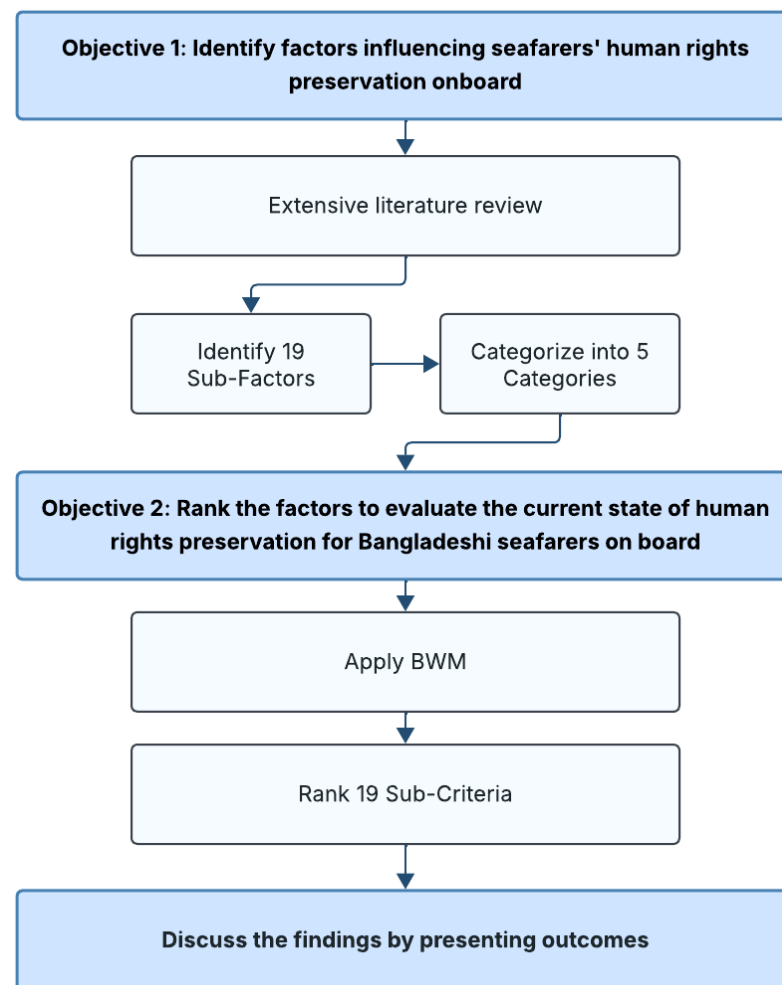 Objective 1: Identify factors influencing seafarers' human rights
preservation onboard
Extensive literature review
Identify 19
Sub-Factors
Categorize into 5
Categories
Objective 2: Rank the factors to evaluate the current state of human
rights preservation for Bangladeshi seafarers on board
Apply BWM
Rank 19 Sub-Criteria
Discuss the findings by presenting outcomes